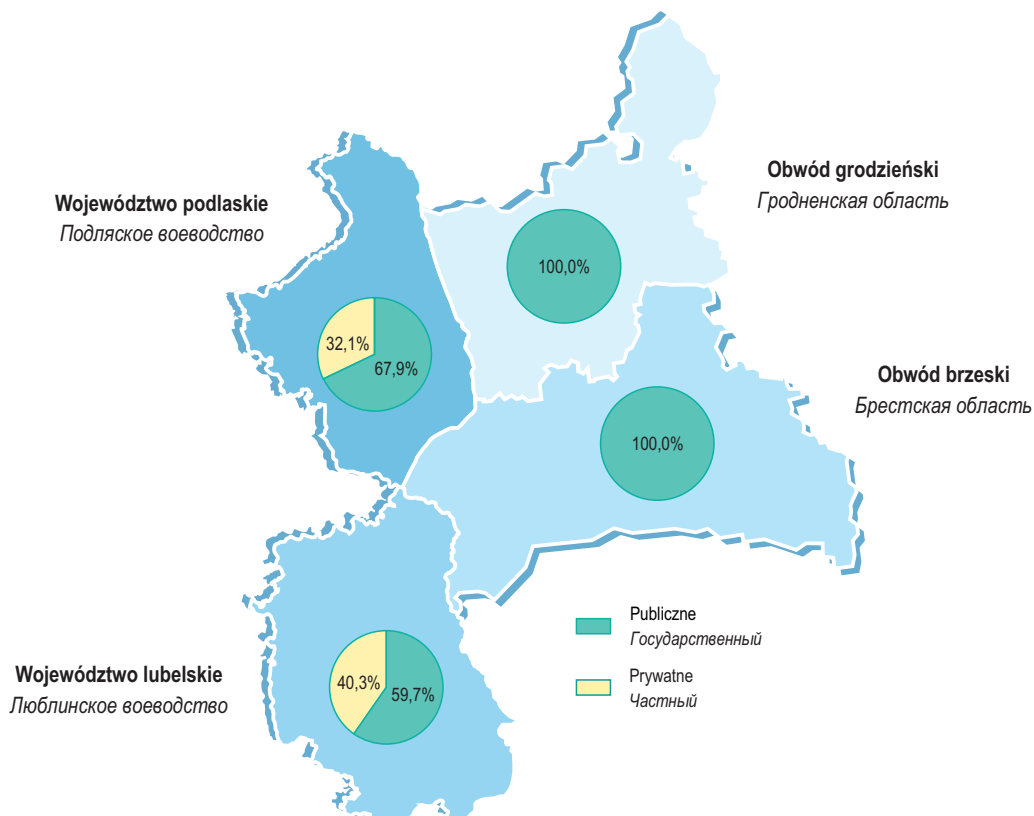 Obwód grodzieński
Гродненская область
Województwo podlaskie
Подляское воеводство
100,0%
32,1%
67,9%
Obwód brzeski
Брестская область
100,0%
Publiczne
Государственный
Województwo lubelskie
Люблинское воеводство
40,3%
59,7%
Prywatne
Частный